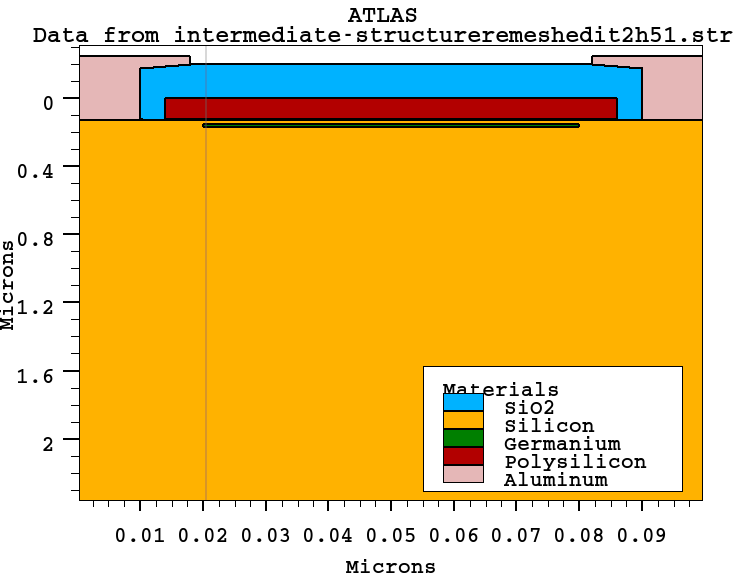 ATLAS
Data from intermediate-structureremeshedit2h51.str
0
0.4
0.8
1.2
1.6
2
Microns
Materials
SiO2
Silicon
Germanium
Polysilicon
Aluminum
0.01 0.02 0.03 0.04 0.05 0.06 0.07 0.08 0.09
Microns